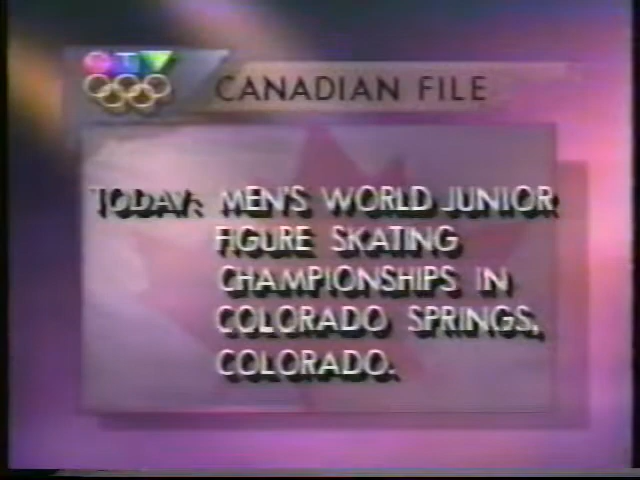 CTV
CANADIAN FILE
TODAY: MEN'S WORLD JUNIOR
FIGURE SKATING
CHAMPIONSHIPS IN
COLORADO SPRINGS,
COLORADO.